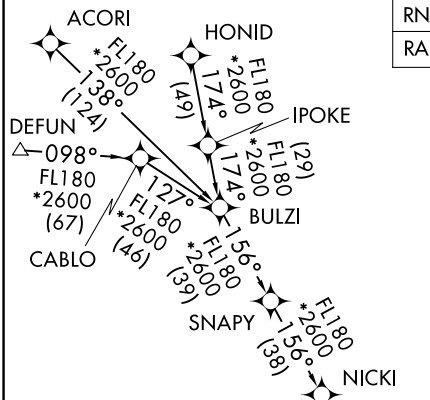 ACORI
HONID
RN
RA
FL180
*2600
138°
(124)
FL180
*2600
174°
(49)
IPOKE
DEFUN
098°
FL180
*2600
(67)
FL180
*2600
174°
(29)
127°
FL180
*2600
(46)
BULZI
CABLO
156°
FL180
*2600
(39)
SNAPY
FL180
*2600
156°
(38)
NICKI